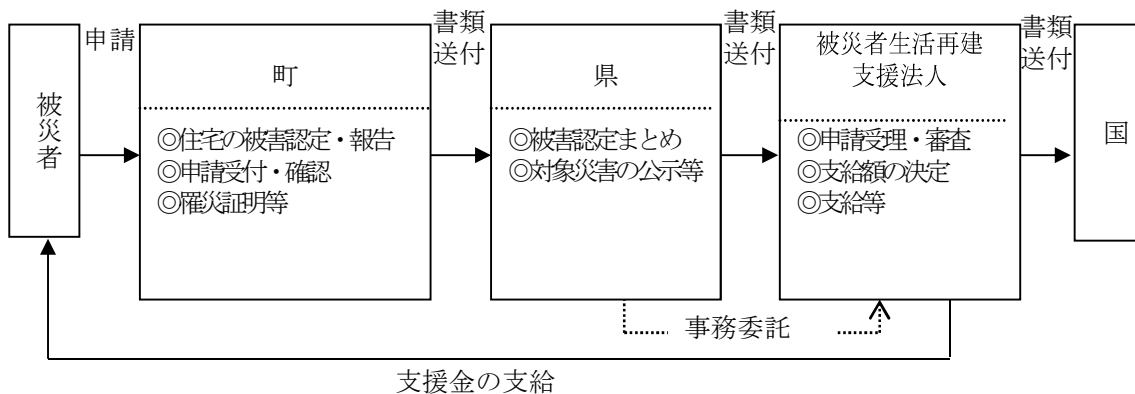 被災者
申請
町
◎住宅の被害認定・報告
◎申請受付・確認
◎罹災証明等
書類
送付
県
◎被害認定まとめ
◎対象災害の公示等
書類
送付
被災者生活再建
支援法人
◎申請受理・審査
◎支給額の決定
◎支給等
書類
送付
国
事務委託
支援金の支給